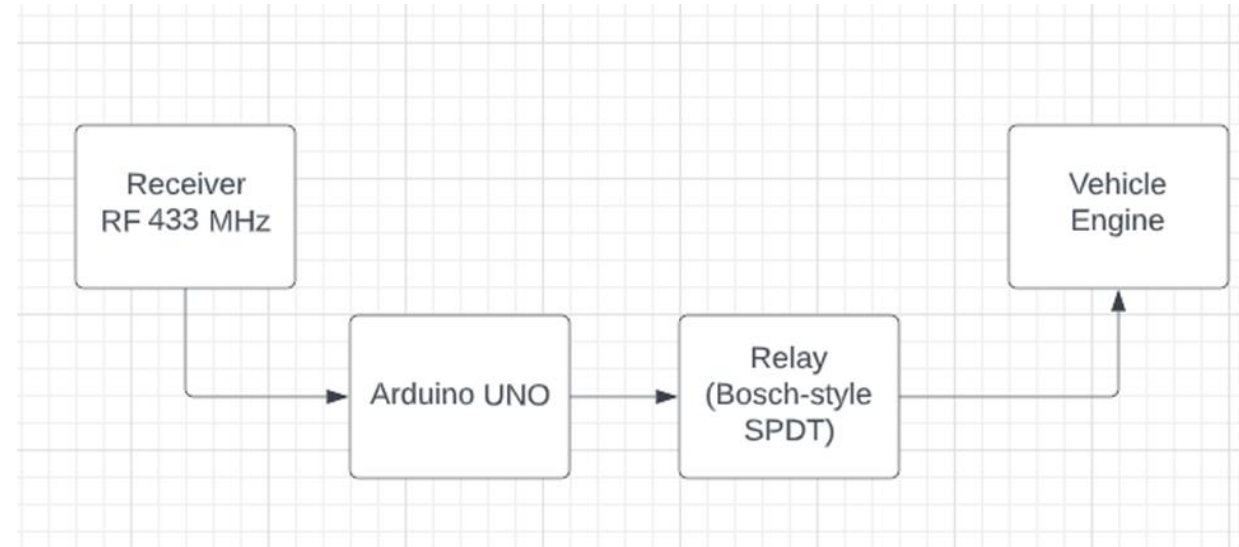 Receiver
RF 433 MHz
Arduino UNO
Relay
(Bosch-style
SPDT)
Vehicle
Engine